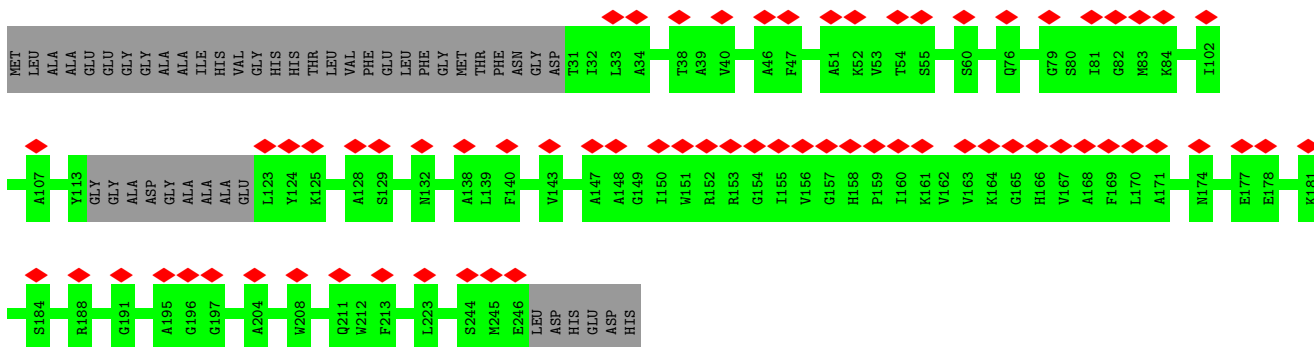 MET LEU ALA ALA GLU GLU GLY GLY ALA ALA ILE HIS VAL GLY HIS HIS THR LEU VAL PHE GLU LEU PHE GLY MET THR PHE ASN GLY ASP T31 I32 L33 A34 T38 A39 V40 A46 F47 A51 K52 V53 T54 S55 S60 Q76 G79 S80 I81 G82 M83 K84 I102
A107 Y113 GLY GLY ALA ASP GLY ALA ALA ALA GLU L123 Y124 K125 A128 S129 N132 A138 L139 F140 V143 A147 A148 G149 I150 W151 R152 R153 G154 I155 V156 G157 H158 P159 I160 K161 V162 V163 K164 G165 H166 V167 A168 F169 L170 A171 N174 E177 E178 K181
S184 R188 G191 A195 G196 G197 A204 W208 Q211 W212 F213 L223 S244 M245 E246 LEU ASP HIS GLU ASP HIS